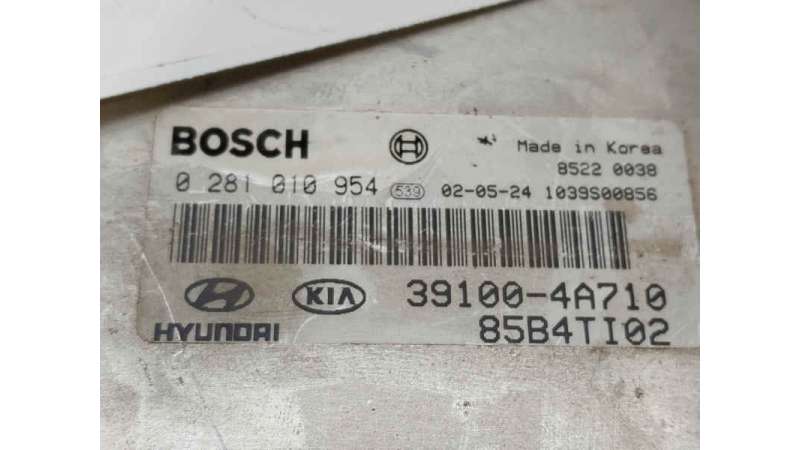 BOSCH Made in Korea
8522 0038
0 281 010 954 539 02-05-24 1039S00856
KIA 39100-4A710
HYUNDAI 85B4TI02